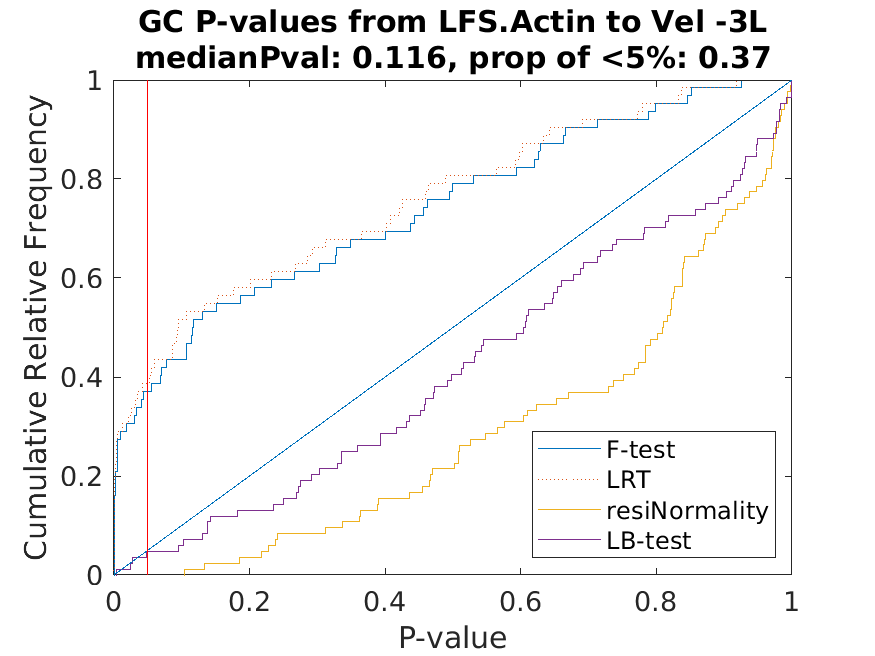 GC P-values from LFS.Actin to Vel -3L
medianPval: 0.116, prop of <5%: 0.37
Cumulative Relative Frequency
1
0.8
0.6
0.4
0.2
0
0
0.2
0.4
0.6
0.8
1
P-value
F-test
LRT
resiNormality
LB-test